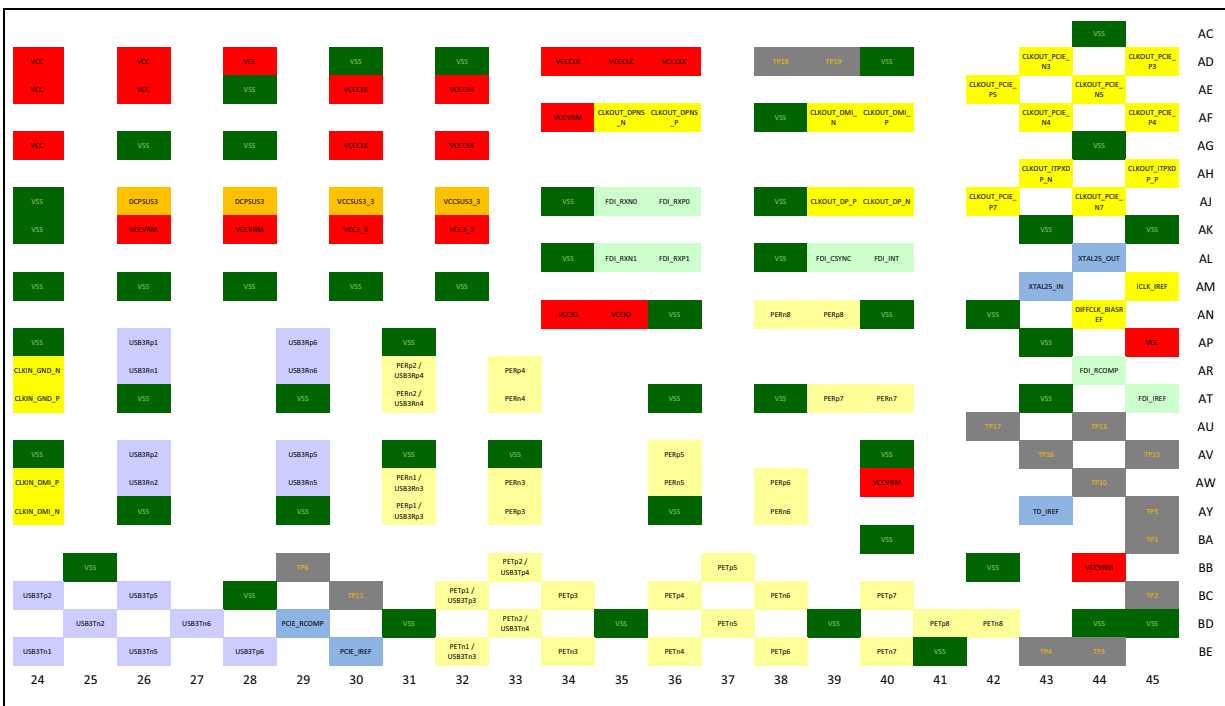 VSS AC
VCC VCC VCC VSS VSS VCCCLK VCCCLK VCCCLK TP18 TP19 VSS CLKOUT_PCIE_N3 CLKOUT_PCIE_P3 AD
VCC VCC VSS VCCCLK VCCCLK CLKOUT_PCIE_P5 CLKOUT_PCIE_N5 AE
VCCVRM CLKOUT_DPNS_N CLKOUT_DPNS_P VSS CLKOUT_DMI_N CLKOUT_DMI_P CLKOUT_PCIE_N4 CLKOUT_PCIE_P4 AF
VCC VSS VSS VCCCLK VCCCLK VSS AG
CLKOUT_ITPXDP_N CLKOUT_ITPXDP_P AH
VSS DCPSUS3 DCPSUS3 VCCSUS3_3 VCCSUS3_3 VSS FDI_RXN0 FDI_RXP0 VSS CLKOUT_DP_P CLKOUT_DP_N CLKOUT_PCIE_P7 CLKOUT_PCIE_N7 AJ
VSS VCCVRM VCCVRM VCC3_3 VCC3_3 VSS VSS AK
VSS FDI_RXN1 FDI_RXP1 VSS FDI_CSYNC FDI_INT XTAL25_OUT AL
VSS VSS VSS VSS VSS XTAL25_IN ICLK_IREF AM
VCCIO VCCIO VSS PERn8 PERp8 VSS VSS DIFFCLK_BIASREF AN
VSS USB3Rp1 USB3Rp6 VSS VSS VCC AP
CLKIN_GND_N USB3Rn1 USB3Rn6 PERp2 / USB3Rp4 PERp4 FDI_RCOMP AR
CLKIN_GND_P VSS VSS PERn2 / USB3Rn4 PERn4 VSS VSS PERp7 PERn7 VSS FDI_IREF AT
TP17 TP13 AU
VSS USB3Rp2 USB3Rp5 VSS VSS PERp5 VSS TP16 TP15 AV
CLKIN_DMI_P USB3Rn2 USB3Rn5 PERn1 / USB3Rn3 PERn3 PERn5 PERp6 VCCVRM TP10 AW
CLKIN_DMI_N VSS VSS PERp1 / USB3Rp3 PERp3 VSS PERn6 TD_IREF TP5 AY
VSS TP1 BA
VSS TP6 PETp2 / USB3Tp4 PETp5 VSS VCCVRM BB
USB3Tp2 USB3Tp5 VSS TP11 PETp1 / USB3Tp3 PETp3 PETp4 PETn6 PETp7 TP2 BC
USB3Tn2 USB3Tn6 PCIE_RCOMP VSS PETn2 / USB3Tn4 VSS PETn5 VSS PETp8 PETn8 VSS VSS BD
USB3Tn1 USB3Tn5 USB3Tp6 PCIE_IREF PETn1 / USB3Tn3 PETn3 PETn4 PETp6 PETn7 VSS TP4 TP3 BE
24 25 26 27 28 29 30 31 32 33 34 35 36 37 38 39 40 41 42 43 44 45